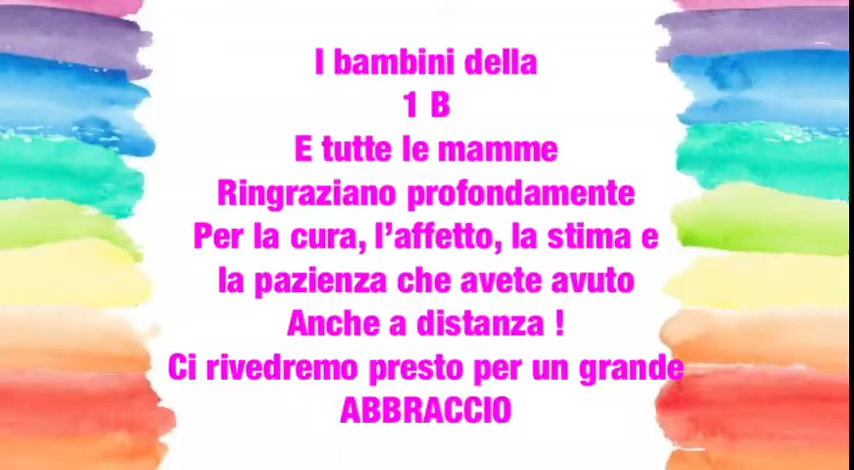 I bambini della
1 B
E tutte le mamme
Ringraziano profondamente
Per la cura, l'affetto, la stima e
la pazienza che avete avuto
Anche a distanza !
Ci rivedremo presto per un grande
ABBRACCIO